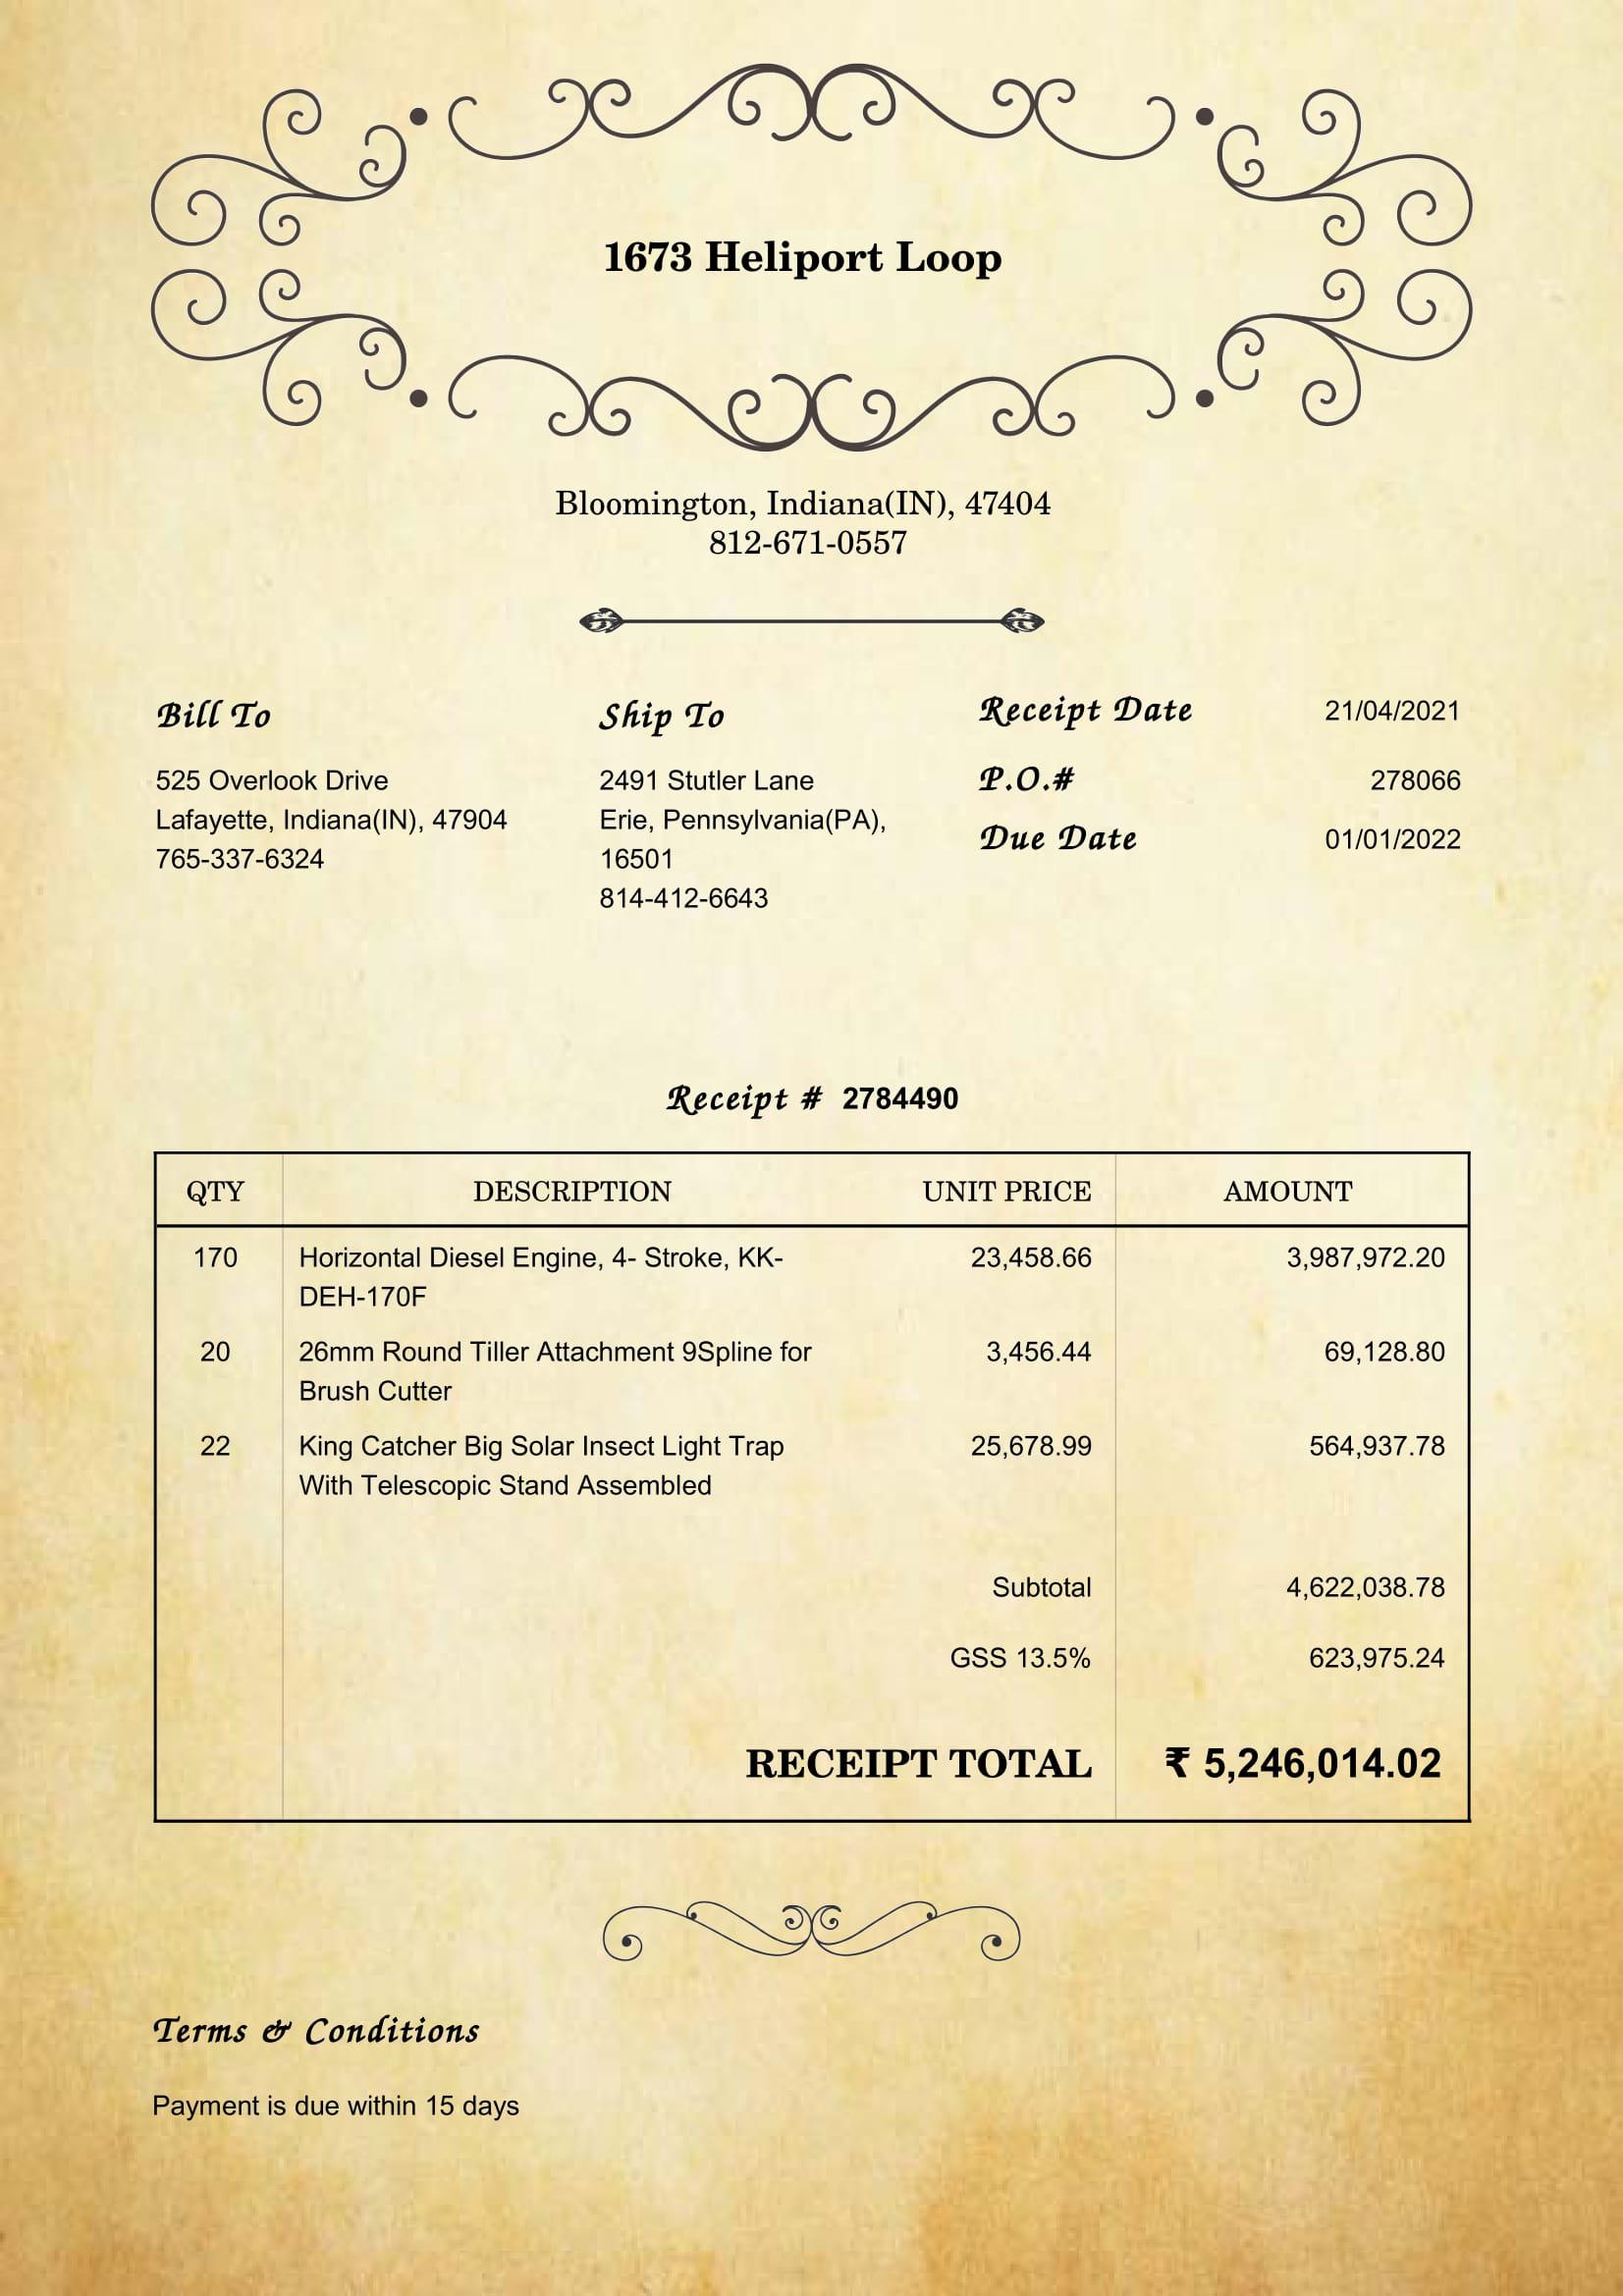 1673 Heliport Loop
Bloomington, Indiana(IN), 47404
812-671-0557
Bill To
525 Overlook Drive
Lafayette, Indiana(IN), 47904
765-337-6324
Ship To
2491 Stutler Lane
Erie, Pennsylvania(PA),
16501
814-412-6643
Receipt Date 21/04/2021
P.O.# 278066
Due Date 01/01/2022
Receipt # 2784490
QTY DESCRIPTION UNIT PRICE AMOUNT
170 Horizontal Diesel Engine, 4- Stroke, KK- 23,458.66 3,987,972.20
DEH-170F
20 26mm Round Tiller Attachment 9Spline for 3,456.44 69,128.80
Brush Cutter
22 King Catcher Big Solar Insect Light Trap 25,678.99 564,937.78
With Telescopic Stand Assembled
Subtotal 4,622,038.78
GSS 13.5% 623,975.24
RECEIPT TOTAL ₹ 5,246,014.02
Terms & Conditions
Payment is due within 15 days